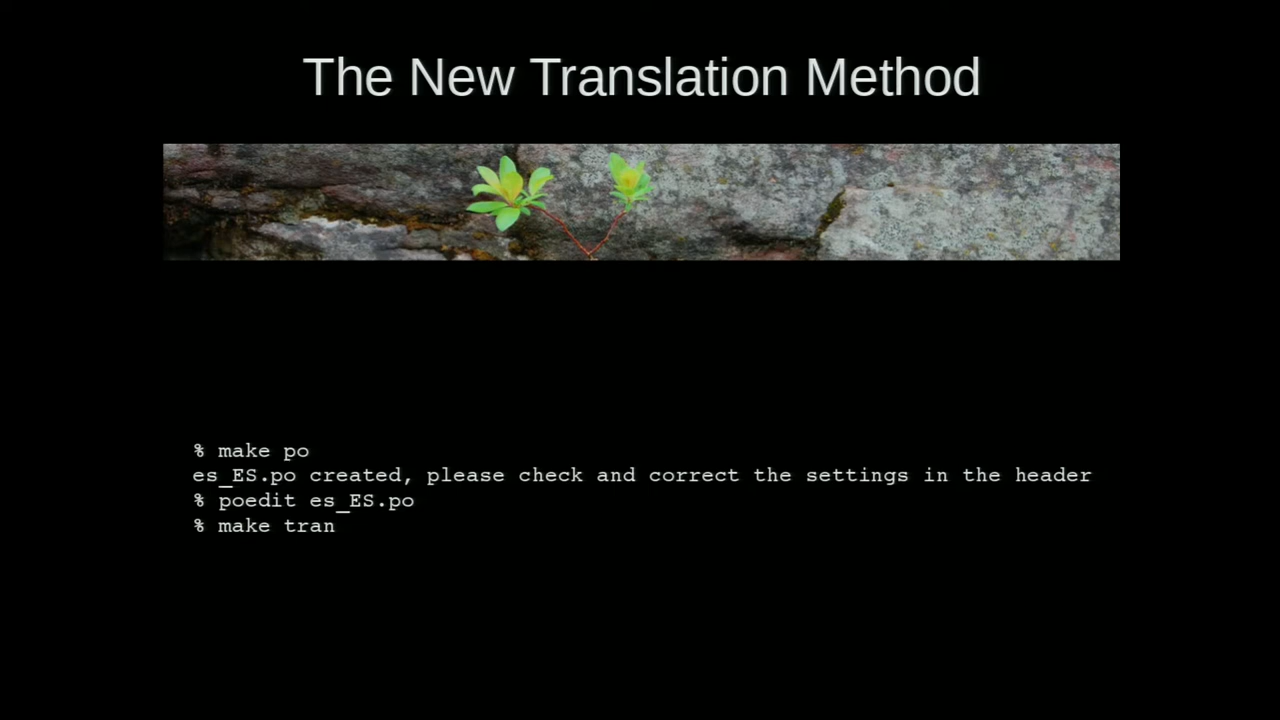 The New Translation Method
% make po
es_ES.po created, please check and correct the settings in the header
% poedit es_ES.po
% make tran